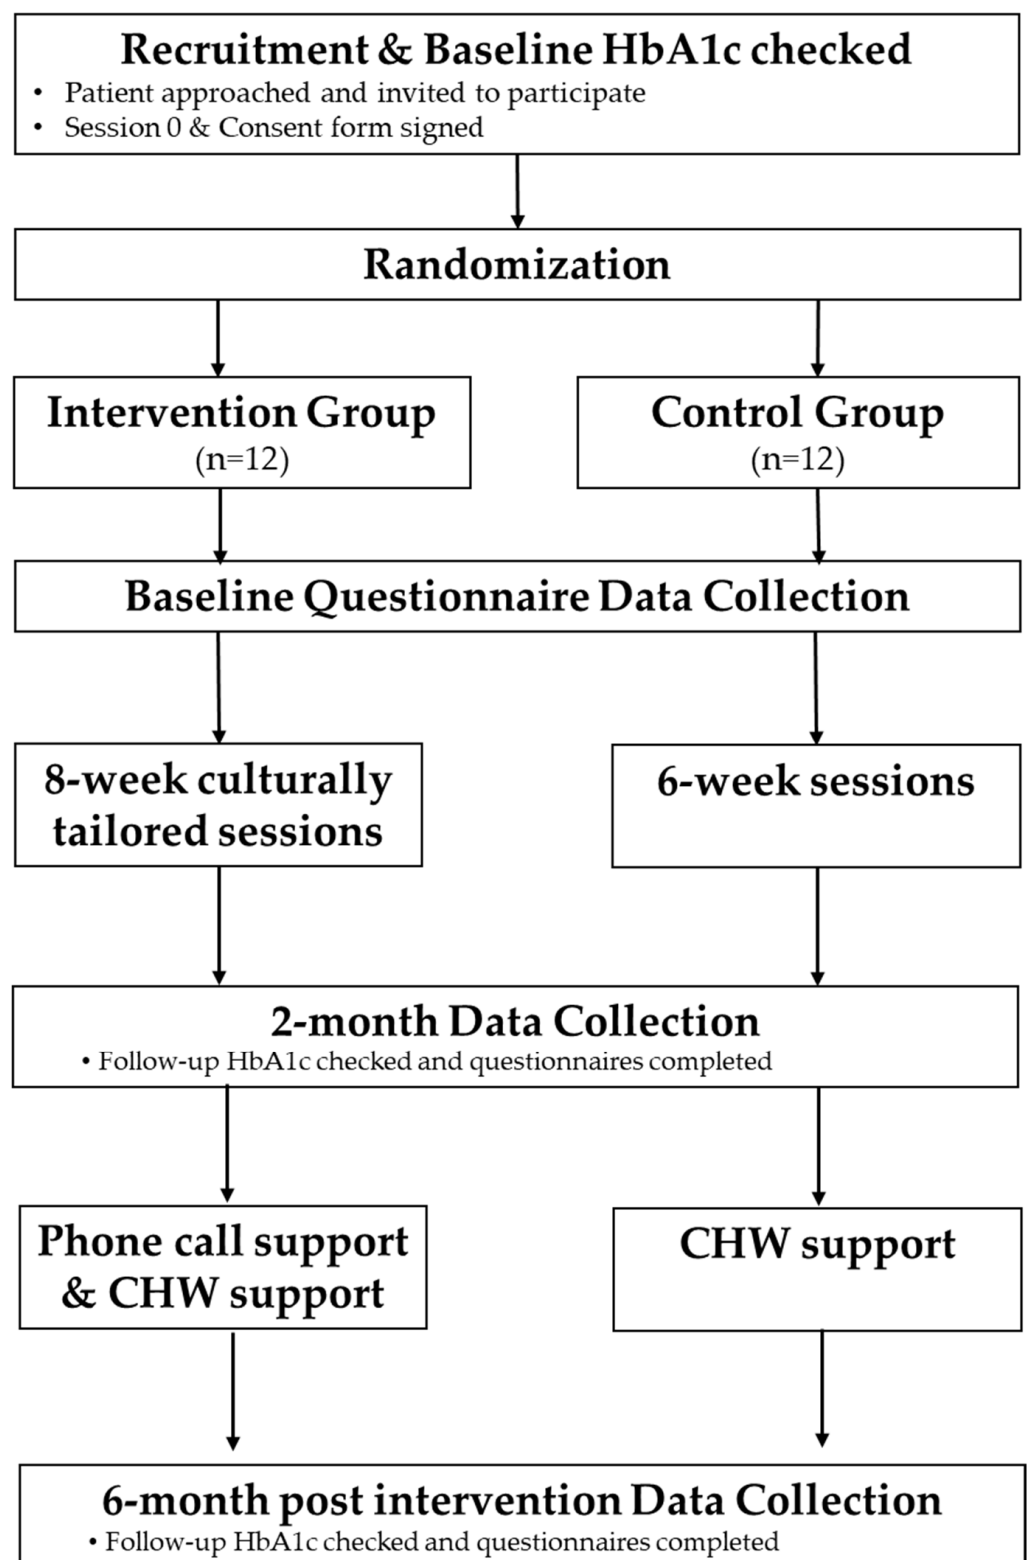 Recruitment & Baseline HbA1c checked
• Patient approached and invited to participate
• Session 0 & Consent form signed
Randomization
Intervention Group
(n=12)
Control Group
(n=12)
Baseline Questionnaire Data Collection
8-week culturally
tailored sessions
6-week sessions
2-month Data Collection
• Follow-up HbA1c checked and questionnaires completed
Phone call support
& CHW support
CHW support
6-month post intervention Data Collection
• Follow-up HbA1c checked and questionnaires completed